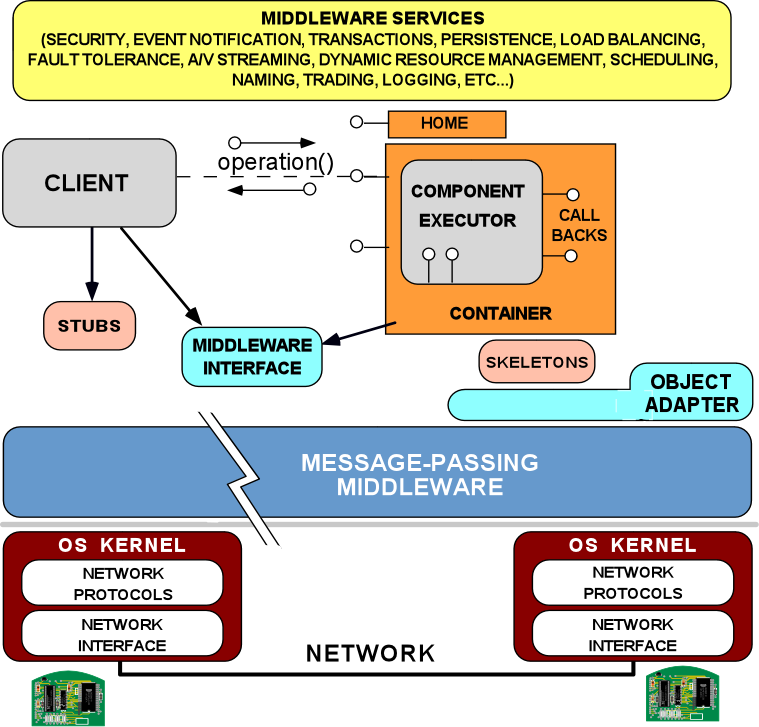 MIDDLEWARE SERVICES
(SECURITY, EVENT NOTIFICATION, TRANSACTIONS, PERSISTENCE, LOAD BALANCING,
FAULT TOLERANCE, A/V STREAMING, DYNAMIC RESOURCE MANAGEMENT, SCHEDULING,
NAMING, TRADING, LOGGING, ETC...)
HOME
operation()
CLIENT
COMPONENT
EXECUTOR
CALL
BACKS
CONTAINER
STUBS
MIDDLEWARE
INTERFACE
SKELETONS
OBJECT
ADAPTER
MESSAGE-PASSING
MIDDLEWARE
OS KERNEL
NETWORK
PROTOCOLS
NETWORK
INTERFACE
OS KERNEL
NETWORK
PROTOCOLS
NETWORK
INTERFACE
NETWORK